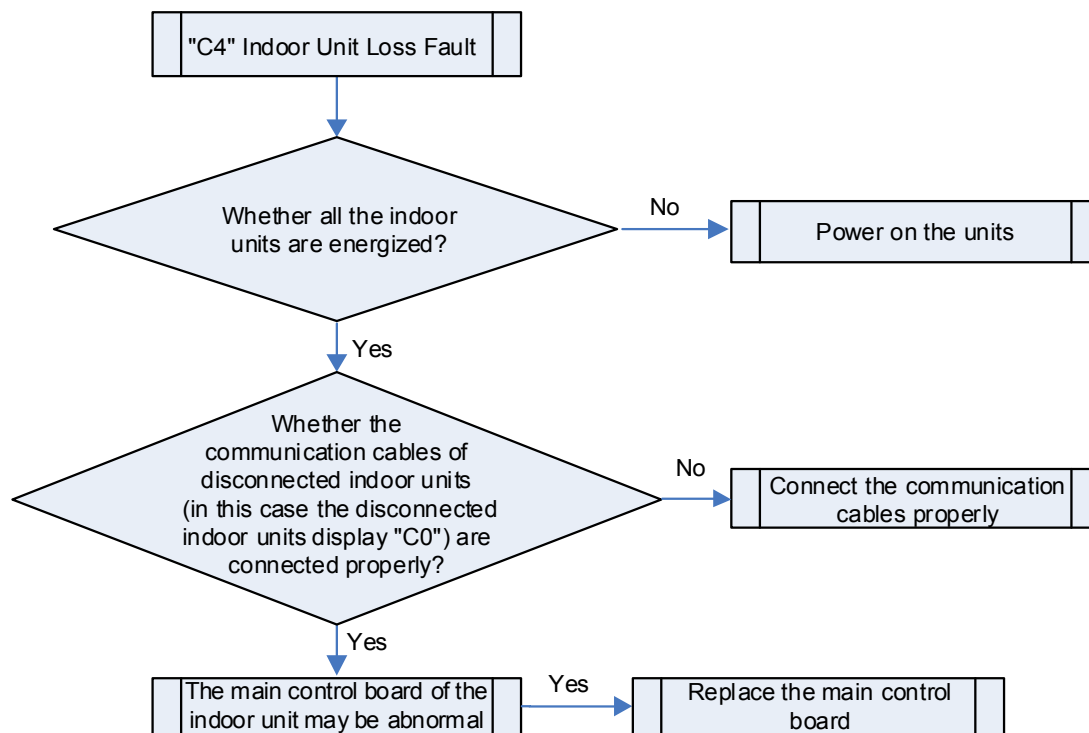 "C4" Indoor Unit Loss Fault
Whether all the indoor
units are energized?
No
Power on the units
Yes
Whether the
communication cables of
disconnected indoor units
(in this case the disconnected
indoor units display "C0") are
connected properly?
No
Connect the communication
cables properly
Yes
The main control board of the
indoor unit may be abnormal
Yes
Replace the main control
board